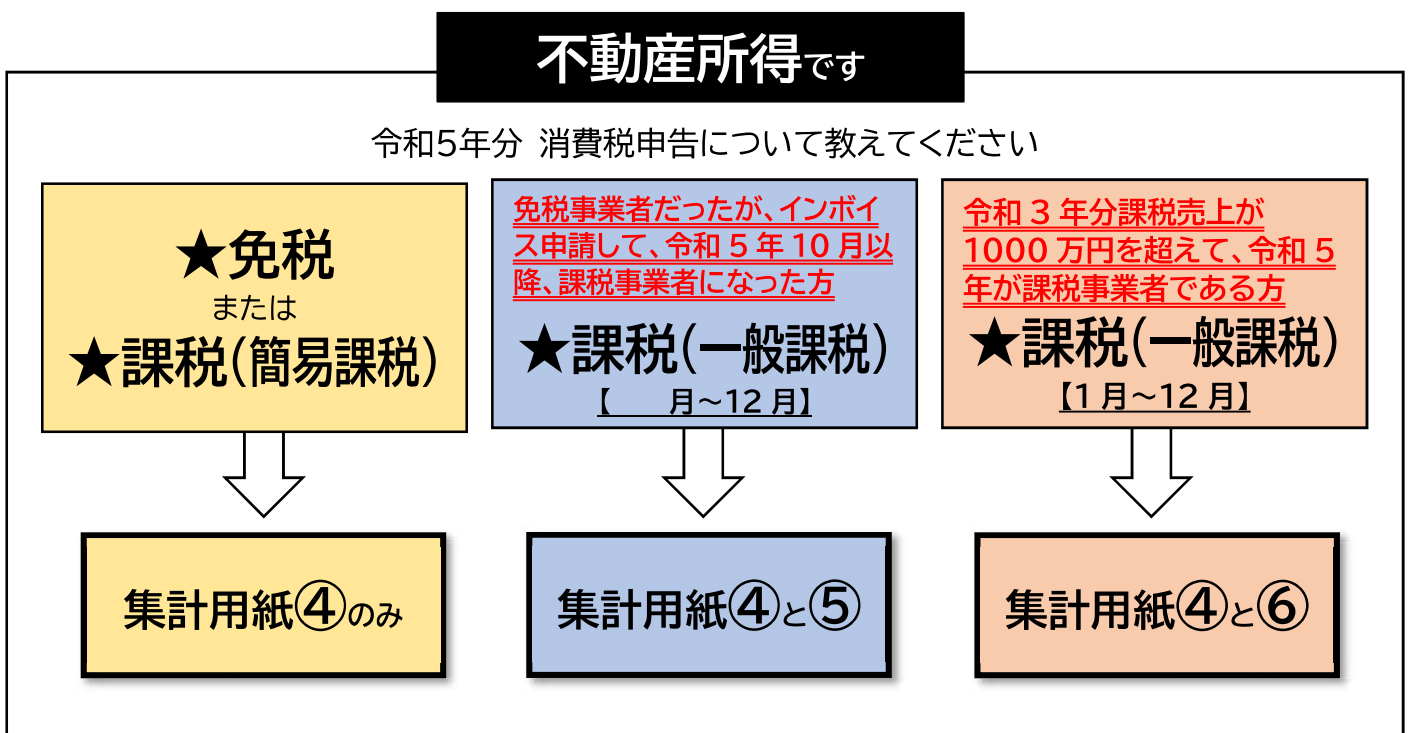 不動産所得です
令和5年分 消費税申告について教えてください
★免税
または
★課税(簡易課税)
免税事業者だったが、インボイ
ス申請して、令和5年10月以
降、課税事業者になった方
★課税(一般課税)
【　　月～12月】
令和3年分課税売上が
1000万円を超えて、令和5
年が課税事業者である方
★課税(一般課税)
【1月～12月】
集計用紙④のみ
集計用紙④と⑤
集計用紙④と⑥